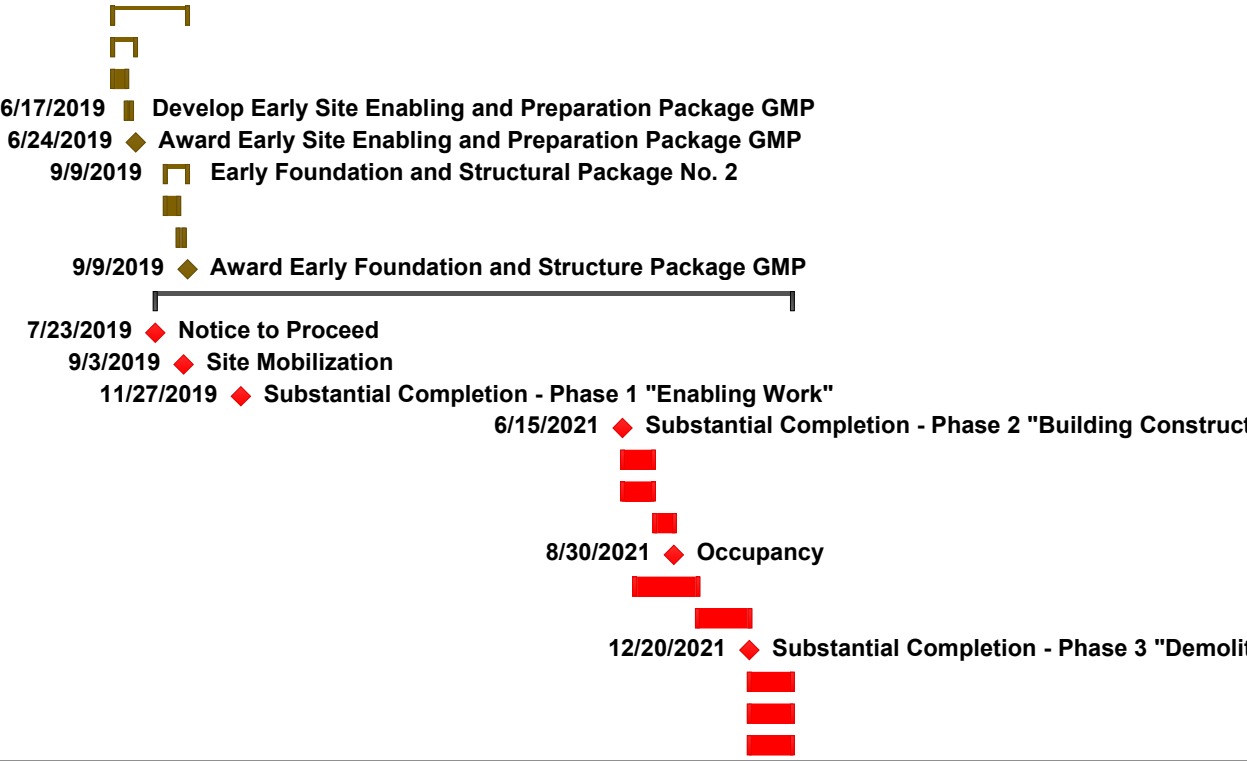 6/17/2019 Develop Early Site Enabling and Preparation Package GMP
6/24/2019 Award Early Site Enabling and Preparation Package GMP
9/9/2019 Early Foundation and Structural Package No. 2
9/9/2019 Award Early Foundation and Structure Package GMP
7/23/2019 Notice to Proceed
9/3/2019 Site Mobilization
11/27/2019 Substantial Completion - Phase 1 "Enabling Work"
6/15/2021 Substantial Completion - Phase 2 "Building Construct
8/30/2021 Occupancy
12/20/2021 Substantial Completion - Phase 3 "Demolit